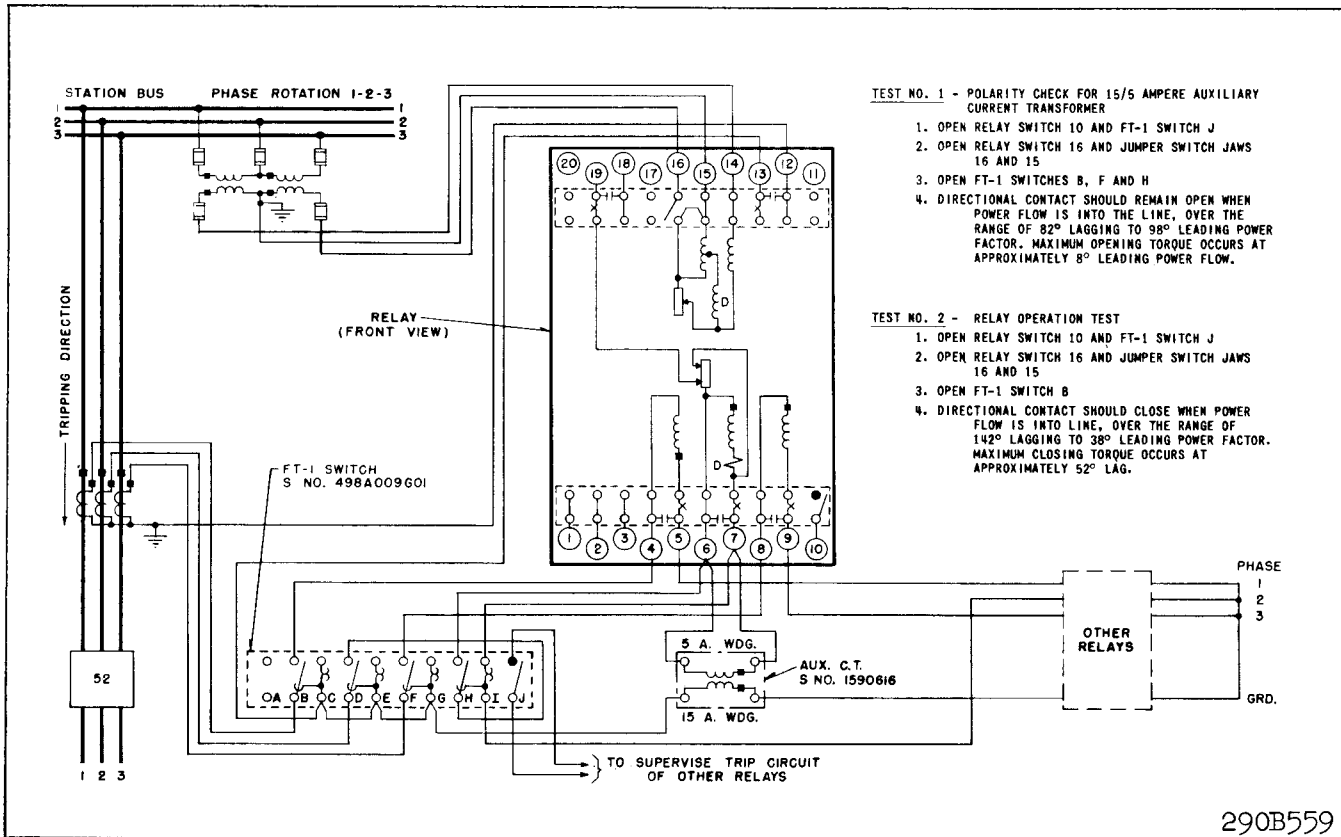 STATION BUS PHASE ROTATION 1-2-3
1 1
2 2
3 3
TRIPPING DIRECTION
RELAY
(FRONT VIEW)
20 19 18 17 16 15 14 13 12 11
D
D
1 2 3 4 5 6 7 8 9 10
FT-1 SWITCH
S NO. 498A009G01
52
1 2 3
A B C D E F G H I J
5 A. WDG.
15 A. WDG.
AUX. C.T.
S NO. 1590616
TO SUPERVISE TRIP CIRCUIT
OF OTHER RELAYS
OTHER
RELAYS
PHASE
1
2
3
GRD.
TEST NO. 1 - POLARITY CHECK FOR 15/5 AMPERE AUXILIARY
CURRENT TRANSFORMER
1. OPEN RELAY SWITCH 10 AND FT-1 SWITCH J
2. OPEN RELAY SWITCH 16 AND JUMPER SWITCH JAWS
16 AND 15
3. OPEN FT-1 SWITCHES B, F AND H
4. DIRECTIONAL CONTACT SHOULD REMAIN OPEN WHEN
POWER FLOW IS INTO THE LINE, OVER THE
RANGE OF 82° LAGGING TO 98° LEADING POWER
FACTOR. MAXIMUM OPENING TORQUE OCCURS AT
APPROXIMATELY 8° LEADING POWER FLOW.
TEST NO. 2 - RELAY OPERATION TEST
1. OPEN RELAY SWITCH 10 AND FT-1 SWITCH J
2. OPEN RELAY SWITCH 16 AND JUMPER SWITCH JAWS
16 AND 15
3. OPEN FT-1 SWITCH B
4. DIRECTIONAL CONTACT SHOULD CLOSE WHEN POWER
FLOW IS INTO LINE, OVER THE RANGE OF
142° LAGGING TO 38° LEADING POWER FACTOR.
MAXIMUM CLOSING TORQUE OCCURS AT
APPROXIMATELY 52° LAG.
290B559